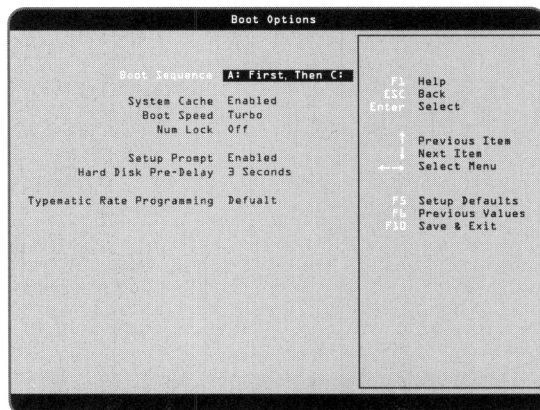 Boot Options
Boot Sequence A: First, Then C:
System Cache Enabled
Boot Speed Turbo
Num Lock Off
Setup Prompt Enabled
Hard Disk Pre-Delay 3 Seconds
Typematic Rate Programming Defualt
F1 Help
ESC Back
Enter Select
↑ Previous Item
↓ Next Item
←→ Select Menu
F5 Setup Defaults
F6 Previous Values
F10 Save & Exit